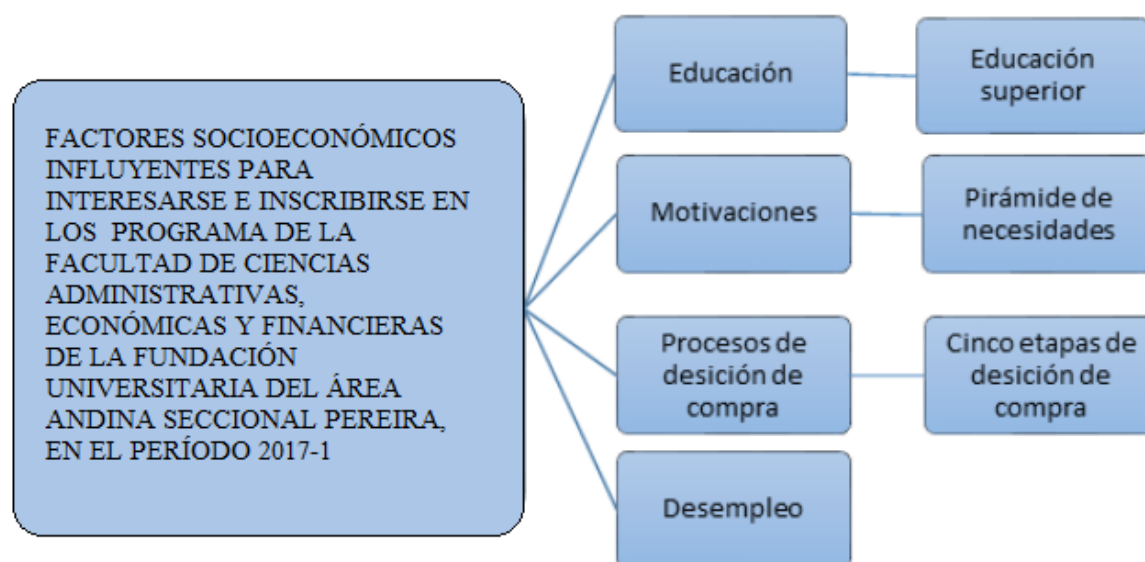 FACTORES SOCIOECONÓMICOS
INFLUYENTES PARA
INTERESARSE E INSCRIBIRSE EN
LOS PROGRAMA DE LA
FACULTAD DE CIENCIAS
ADMINISTRATIVAS,
ECONÓMICAS Y FINANCIERAS
DE LA FUNDACIÓN
UNIVERSITARIA DEL ÁREA
ANDINA SECCIONAL PEREIRA,
EN EL PERÍODO 2017-1
Educación
Educación
superior
Motivaciones
Pirámide de
necesidades
Procesos de
desición de
compra
Cinco etapas de
desición de
compra
Desempleo